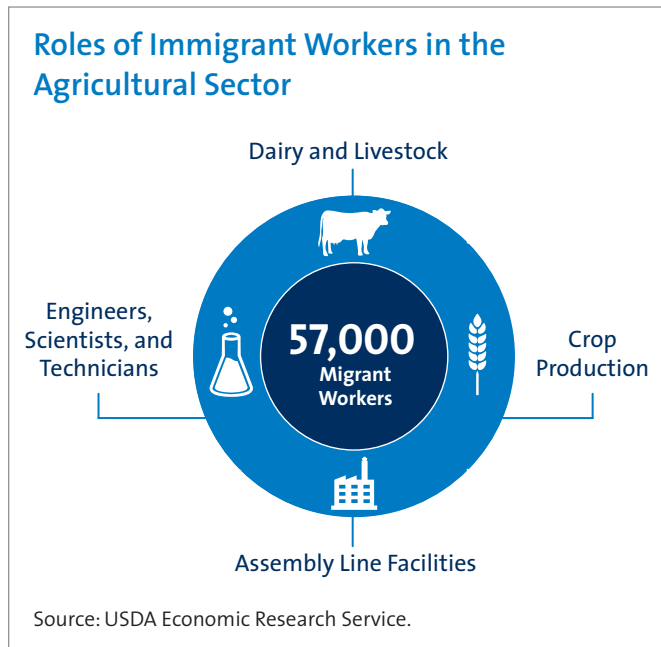 Roles of Immigrant Workers in the
Agricultural Sector
Dairy and Livestock
Engineers,
Scientists, and
Technicians
57,000
Migrant
Workers
Crop
Production
Assembly Line Facilities
Source: USDA Economic Research Service.